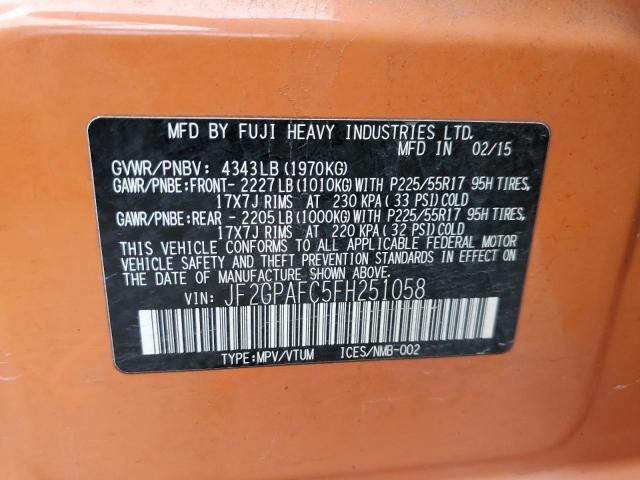 MFD BY FUJI HEAVY INDUSTRIES LTD.
MFD IN 02/15
GVWR/PNBV: 4343LB(1970KG)
GAWR/PNBE:FRONT- 2227LB(1010KG)WITH P225/55R17 95H TIRES,
17X7J RIMS AT 230 KPA( 33 PSI)COLD
GAWR/PNBE:REAR - 2205LB(1000KG)WITH P225/55R17 95H TIRES,
17X7J RIMS AT 220 KPA( 32 PSI)COLD
THIS VEHICLE CONFORMS TO ALL APPLICABLE FEDERAL MOTOR
VEHICLE SAFETY AND THEFT PREVENTION STANDARDS IN EFFECT
ON THE DATE OF MANUFACTURE SHOWN ABOVE.
VIN: JF2GPAFC5FH251058
TYPE:MPV/VTUM ICES/NMB-002